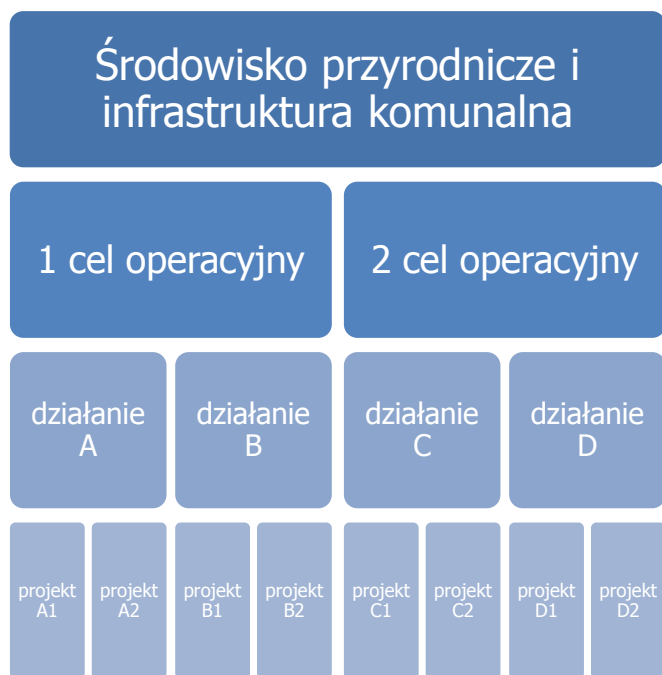 Środowisko przyrodnicze i
infrastruktura komunalna
1 cel operacyjny
2 cel operacyjny
działanie
A
działanie
B
działanie
C
działanie
D
projekt
A1
projekt
A2
projekt
B1
projekt
B2
projekt
C1
projekt
C2
projekt
D1
projekt
D2